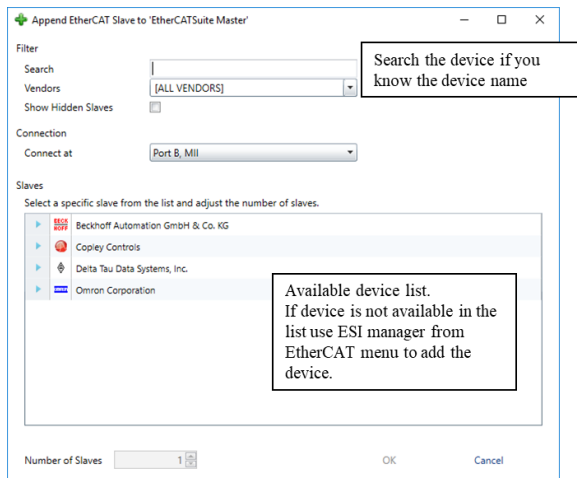 Append EtherCAT Slave to 'EtherCATSuite Master'
Filter
Search
Vendors
[ALL VENDORS]
Show Hidden Slaves
Search the device if you
know the device name
Connection
Connect at
Port B, MII
Slaves
Select a specific slave from the list and adjust the number of slaves.
BECK
HOFF
Beckhoff Automation GmbH & Co. KG
Copley Controls
Delta Tau Data Systems, Inc.
Omron Corporation
Available device list.
If device is not available in the
list use ESI manager from
EtherCAT menu to add the
device.
Number of Slaves
1
OK
Cancel